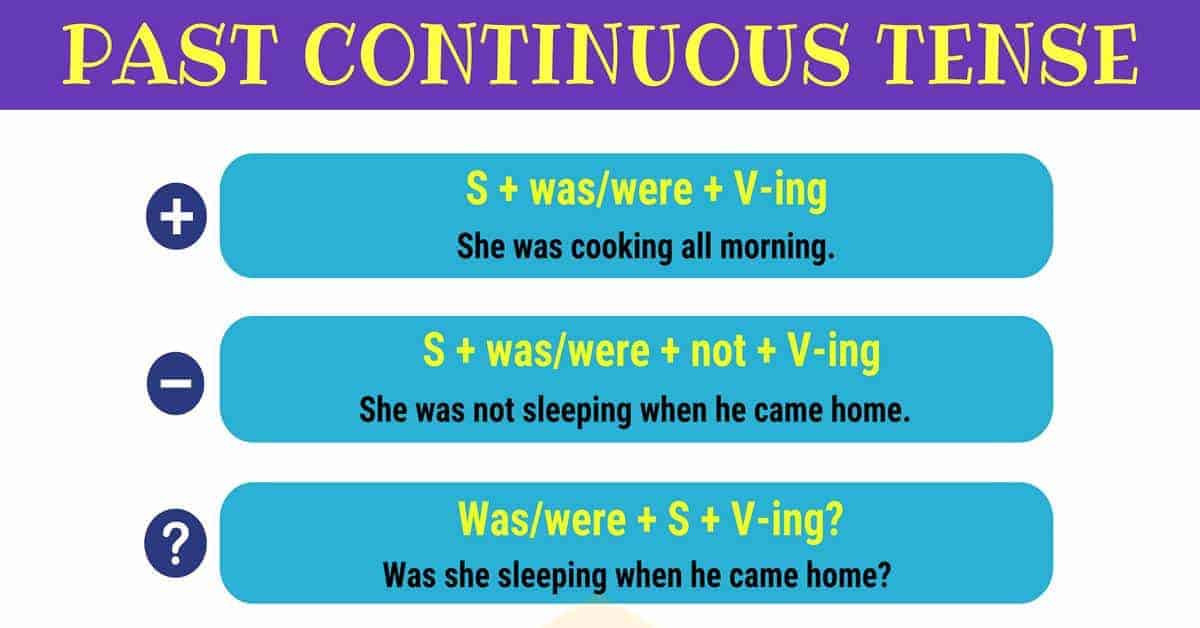 PAST CONTINUOUS TENSE
+
S + was/were + V-ing
She was cooking all morning.
−
S + was/were + not + V-ing
She was not sleeping when he came home.
?
Was/were + S + V-ing?
Was she sleeping when he came home?